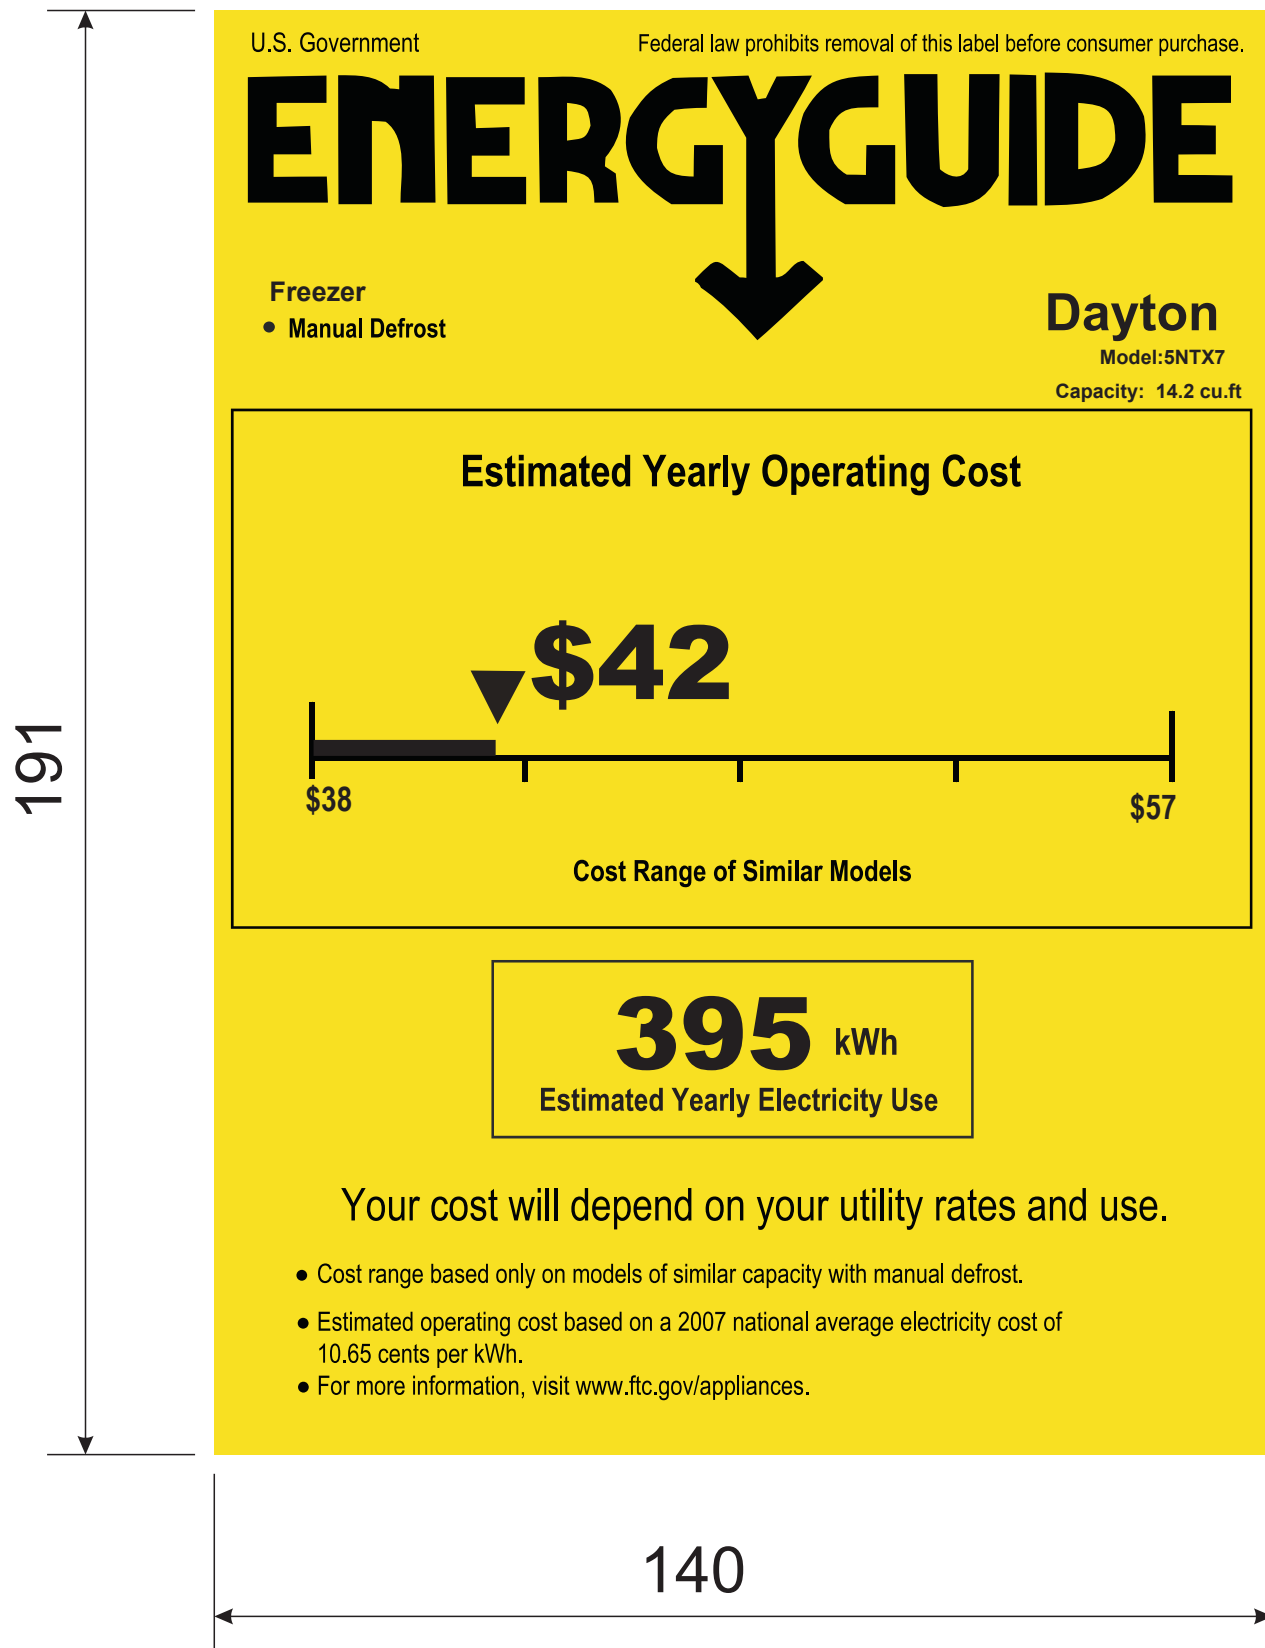 U.S. Government
Federal law prohibits removal of this label before consumer purchase.
ENERGYGUIDE
Freezer
● Manual Defrost
Dayton
Model:5NTX7
Capacity: 14.2 cu.ft
Estimated Yearly Operating Cost
$42
$38
$57
Cost Range of Similar Models
395 kWh
Estimated Yearly Electricity Use
Your cost will depend on your utility rates and use.
● Cost range based only on models of similar capacity with manual defrost.
● Estimated operating cost based on a 2007 national average electricity cost of
10.65 cents per kWh.
● For more information, visit www.ftc.gov/appliances.
191
140